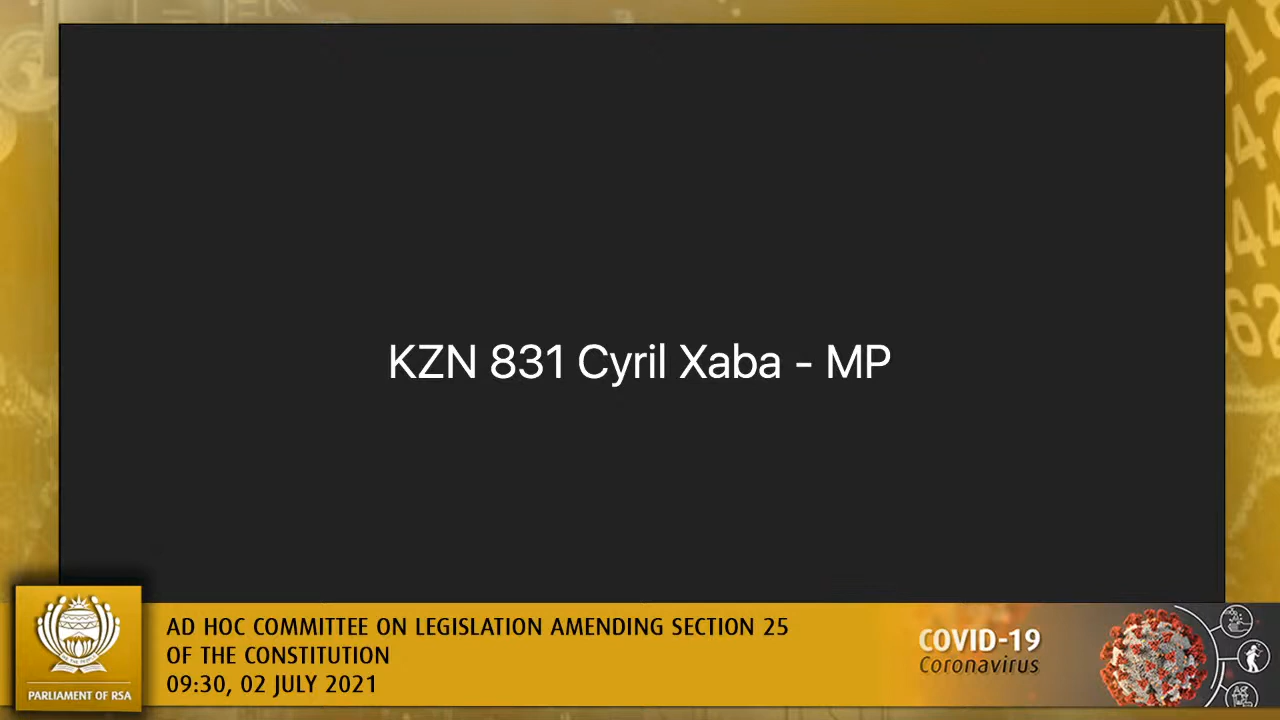 KZN 831 Cyril Xaba - MP
AD HOC COMMITTEE ON LEGISLATION AMENDING SECTION 25
OF THE CONSTITUTION
09:30, 02 JULY 2021
PARLIAMENT OF RSA
COVID-19
Coronavirus